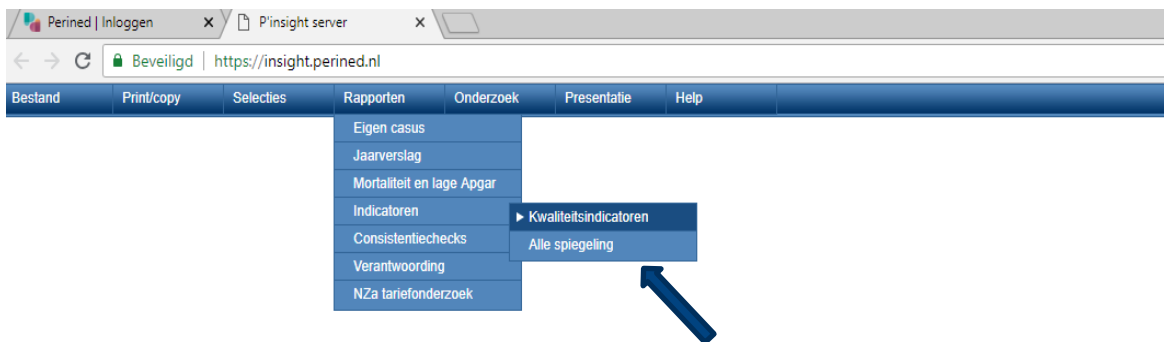 Perined | Inloggen x P'insight server x
Beveiligd | https://insight.perined.nl
Bestand Print/copy Selecties Rapporten Onderzoek Presentatie Help
Eigen casus
Jaarverslag
Mortaliteit en lage Apgar
Indicatoren
Kwaliteitsindicatoren
Consistentiechecks
Alle spiegeling
Verantwoording
NZa tariefonderzoek